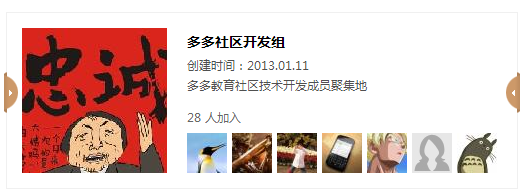 忠诚
多多社区开发组
创建时间：2013.01.11
多多教育社区技术开发成员聚集地
28 人加入